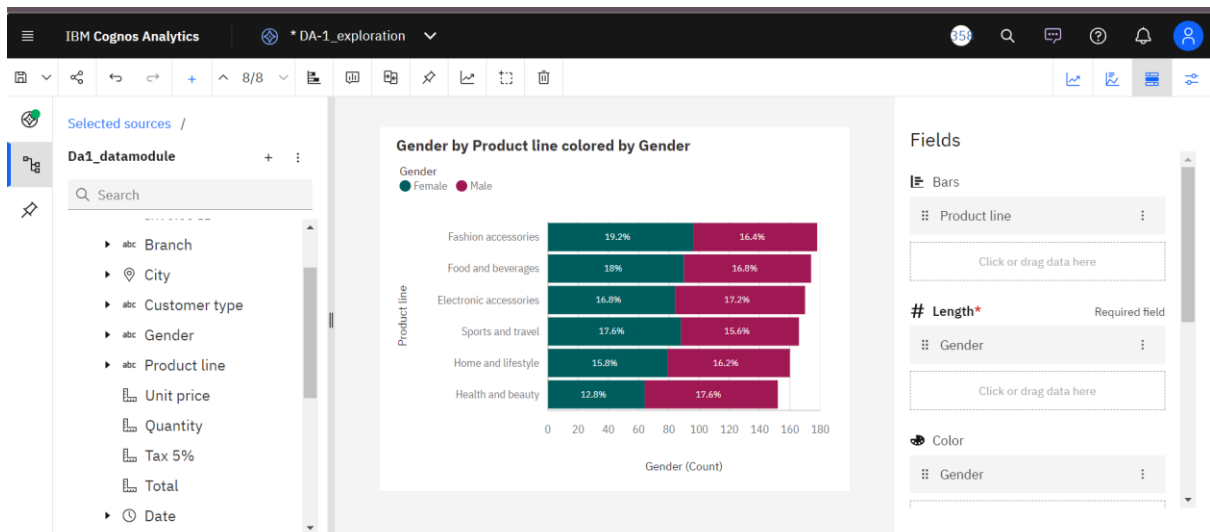 IBM Cognos Analytics
* DA-1_exploration
8/8
Selected sources /
Da1_datamodule
Search
abc Branch
City
abc Customer type
abc Gender
abc Product line
Unit price
Quantity
Tax 5%
Total
Date
Gender by Product line colored by Gender
Gender
Female Male
Product line
Fashion accessories 19.2% 16.4%
Food and beverages 18% 16.8%
Electronic accessories 16.8% 17.2%
Sports and travel 17.6% 15.6%
Home and lifestyle 15.8% 16.2%
Health and beauty 12.8% 17.6%
0 20 40 60 80 100 120 140 160 180
Gender (Count)
Fields
Bars
Product line
Click or drag data here
# Length* Required field
Gender
Click or drag data here
Color
Gender